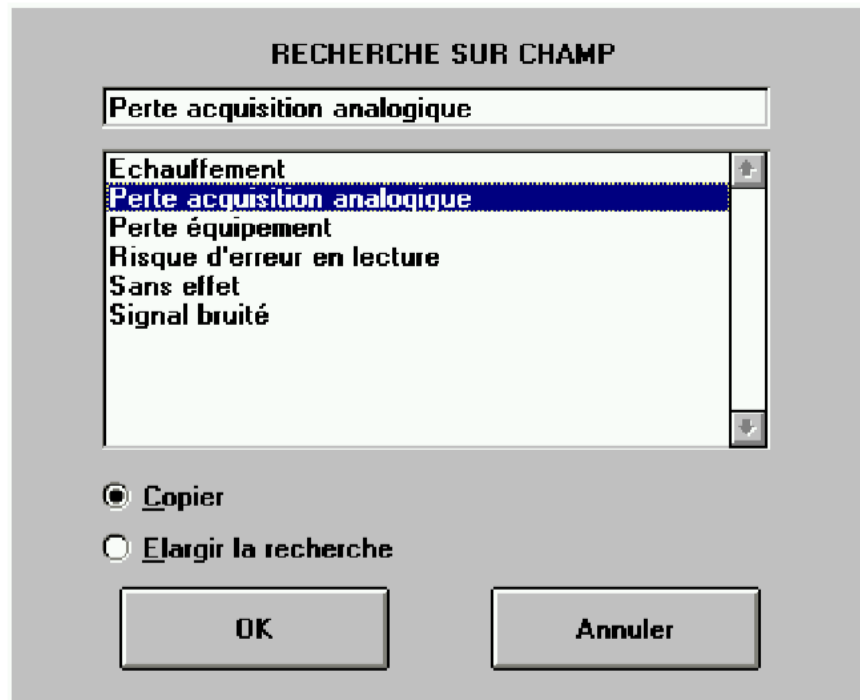 RECHERCHE SUR CHAMP
Perte acquisition analogique
Echauffement
Perte acquisition analogique
Perte équipement
Risque d'erreur en lecture
Sans effet
Signal bruité
Copier
Elargir la recherche
OK
Annuler